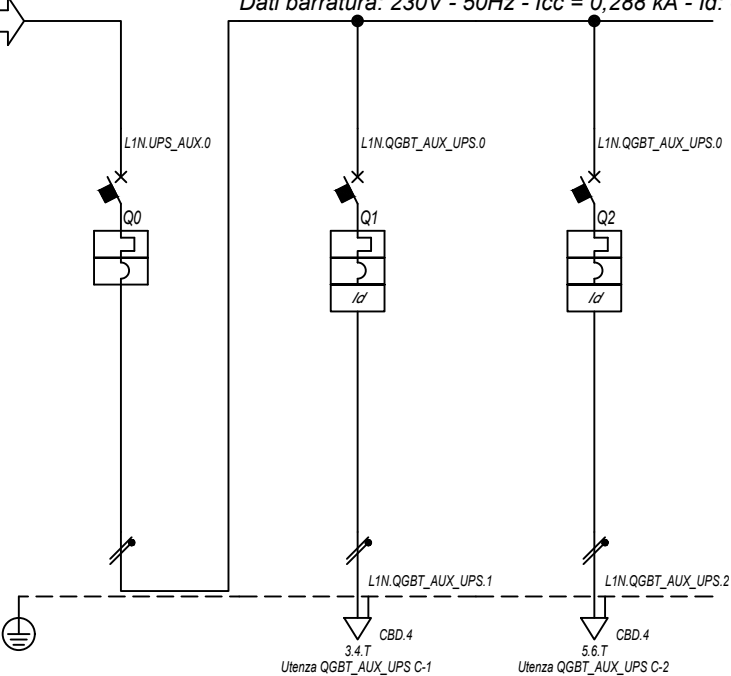 Dati barratura: 230V - 50Hz - Icc = 0,288 kA - Id:
L1N.UPS_AUX.0
L1N.QGBT_AUX_UPS.0
L1N.QGBT_AUX_UPS.0
Q0
Q1
Q2
Id
Id
L1N.QGBT_AUX_UPS.1
L1N.QGBT_AUX_UPS.2
CBD.4
CBD.4
3.4.T
5.6.T
Utenza QGBT_AUX_UPS C-1
Utenza QGBT_AUX_UPS C-2